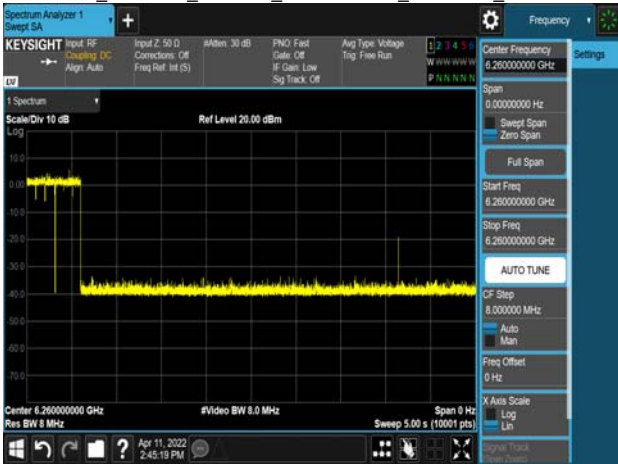 Spectrum Analyzer 1
Swept SA
+
Frequency
KEYSIGHT
Input: RF
Coupling: DC
Align: Auto
Input Z: 50 Ω
Corrections: Off
Freq Ref: Int (S)
#Atten: 30 dB
PNO: Fast
Gate: Off
IF Gain: Low
Sig Track: Off
Avg Type: Voltage
Trig: Free Run
1 2 3 4 5 6
W W W W W W
P N N N N N
LXI
Center Frequency
6.260000000 GHz
Settings
Span
0.00000000 Hz
Swept Span
Zero Span
Full Span
Start Freq
6.260000000 GHz
Stop Freq
6.260000000 GHz
AUTO TUNE
CF Step
8.000000 MHz
Auto
Man
Freq Offset
0 Hz
X Axis Scale
Log
Lin
Signal Track
(Span Zoom)
1 Spectrum
Scale/Div 10 dB
Ref Level 20.00 dBm
Log
10.0
0.00
-10.0
-20.0
-30.0
-40.0
-50.0
-60.0
-70.0
Center 6.260000000 GHz
#Video BW 8.0 MHz
Span 0 Hz
Res BW 8 MHz
Sweep 5.00 s (10001 pts)
?
Apr 11, 2022
2:45:19 PM